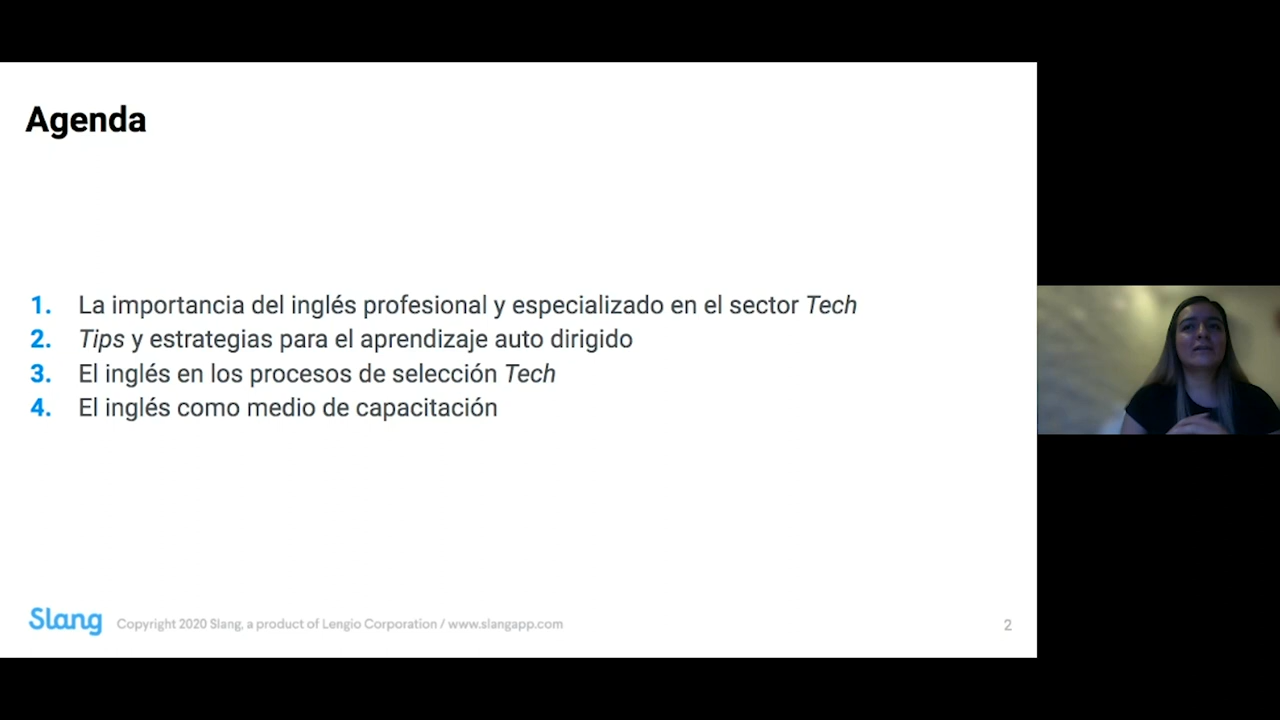 Agenda
1. La importancia del inglés profesional y especializado en el sector Tech
2. Tips y estrategias para el aprendizaje auto dirigido
3. El inglés en los procesos de selección Tech
4. El inglés como medio de capacitación
Slang Copyright 2020 Slang, a product of Lengio Corporation / www.slangapp.com 2